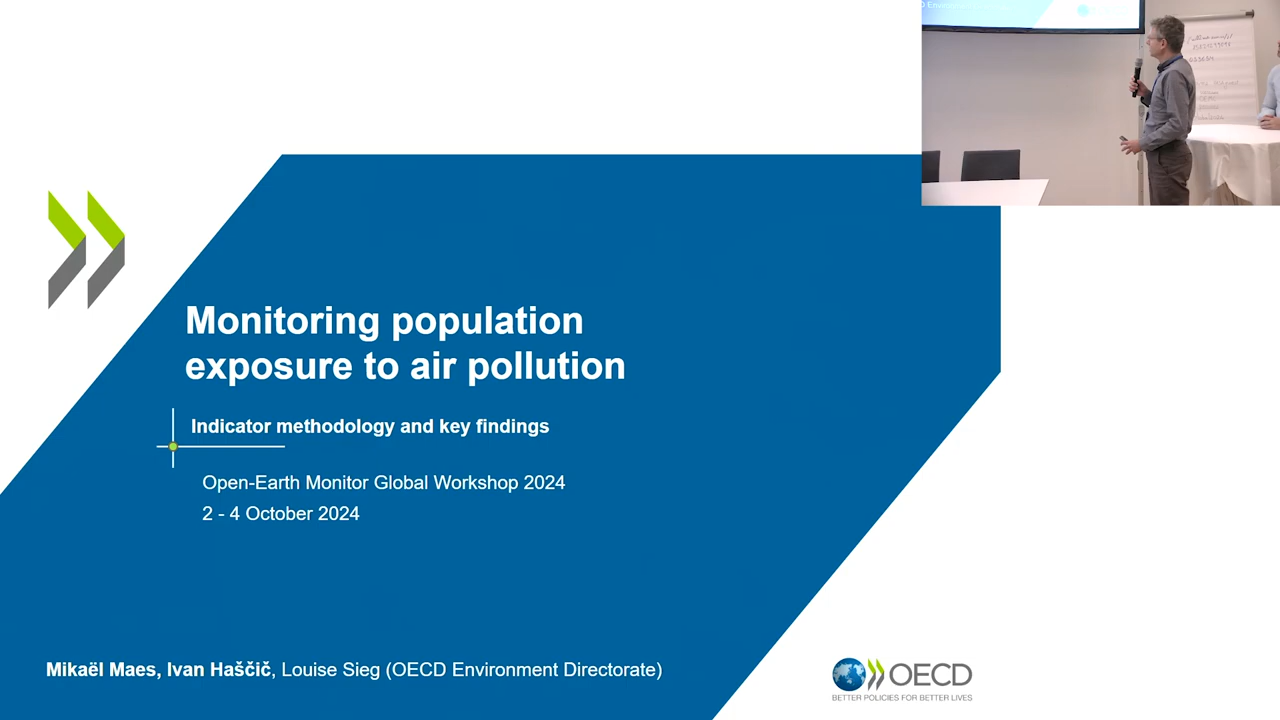 Monitoring population
exposure to air pollution
Indicator methodology and key findings
Open-Earth Monitor Global Workshop 2024
2 - 4 October 2024
Mikaël Maes, Ivan Haščič, Louise Sieg (OECD Environment Directorate)
OECD
BETTER POLICIES FOR BETTER LIVES